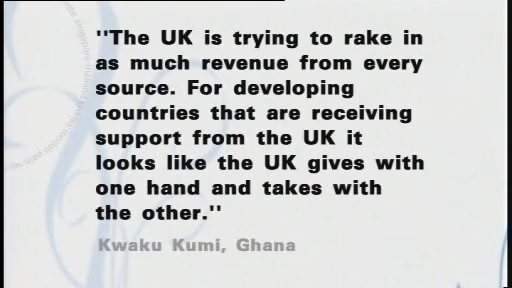 ''The UK is trying to rake in
as much revenue from every
source. For developing
countries that are receiving
support from the UK it
looks like the UK gives with
one hand and takes with
the other.''
Kwaku Kumi, Ghana